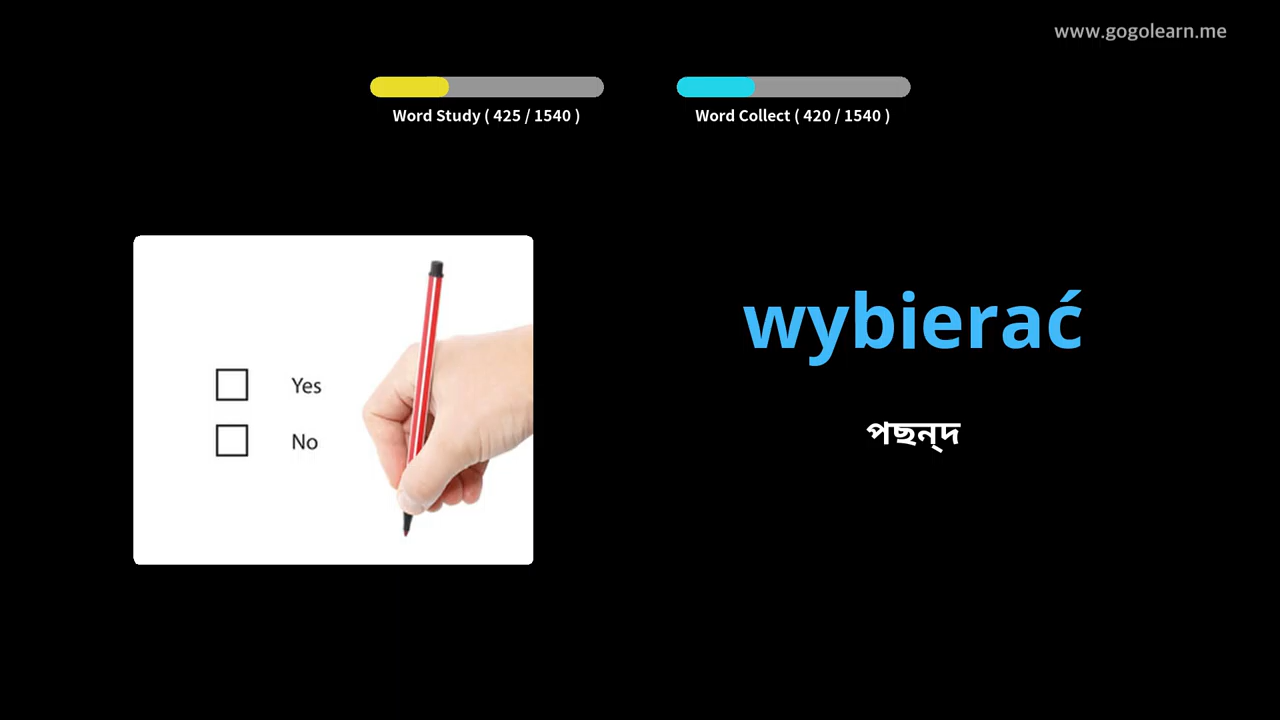 www.gogolearn.me
Word Study ( 425 / 1540 )
Word Collect ( 420 / 1540 )
Yes
No
wybierać
পছন্‌দ